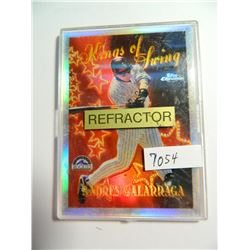 Kings of Swing
Topps Chrome
REFRACTOR
7054
ANDRES GALARRAGA